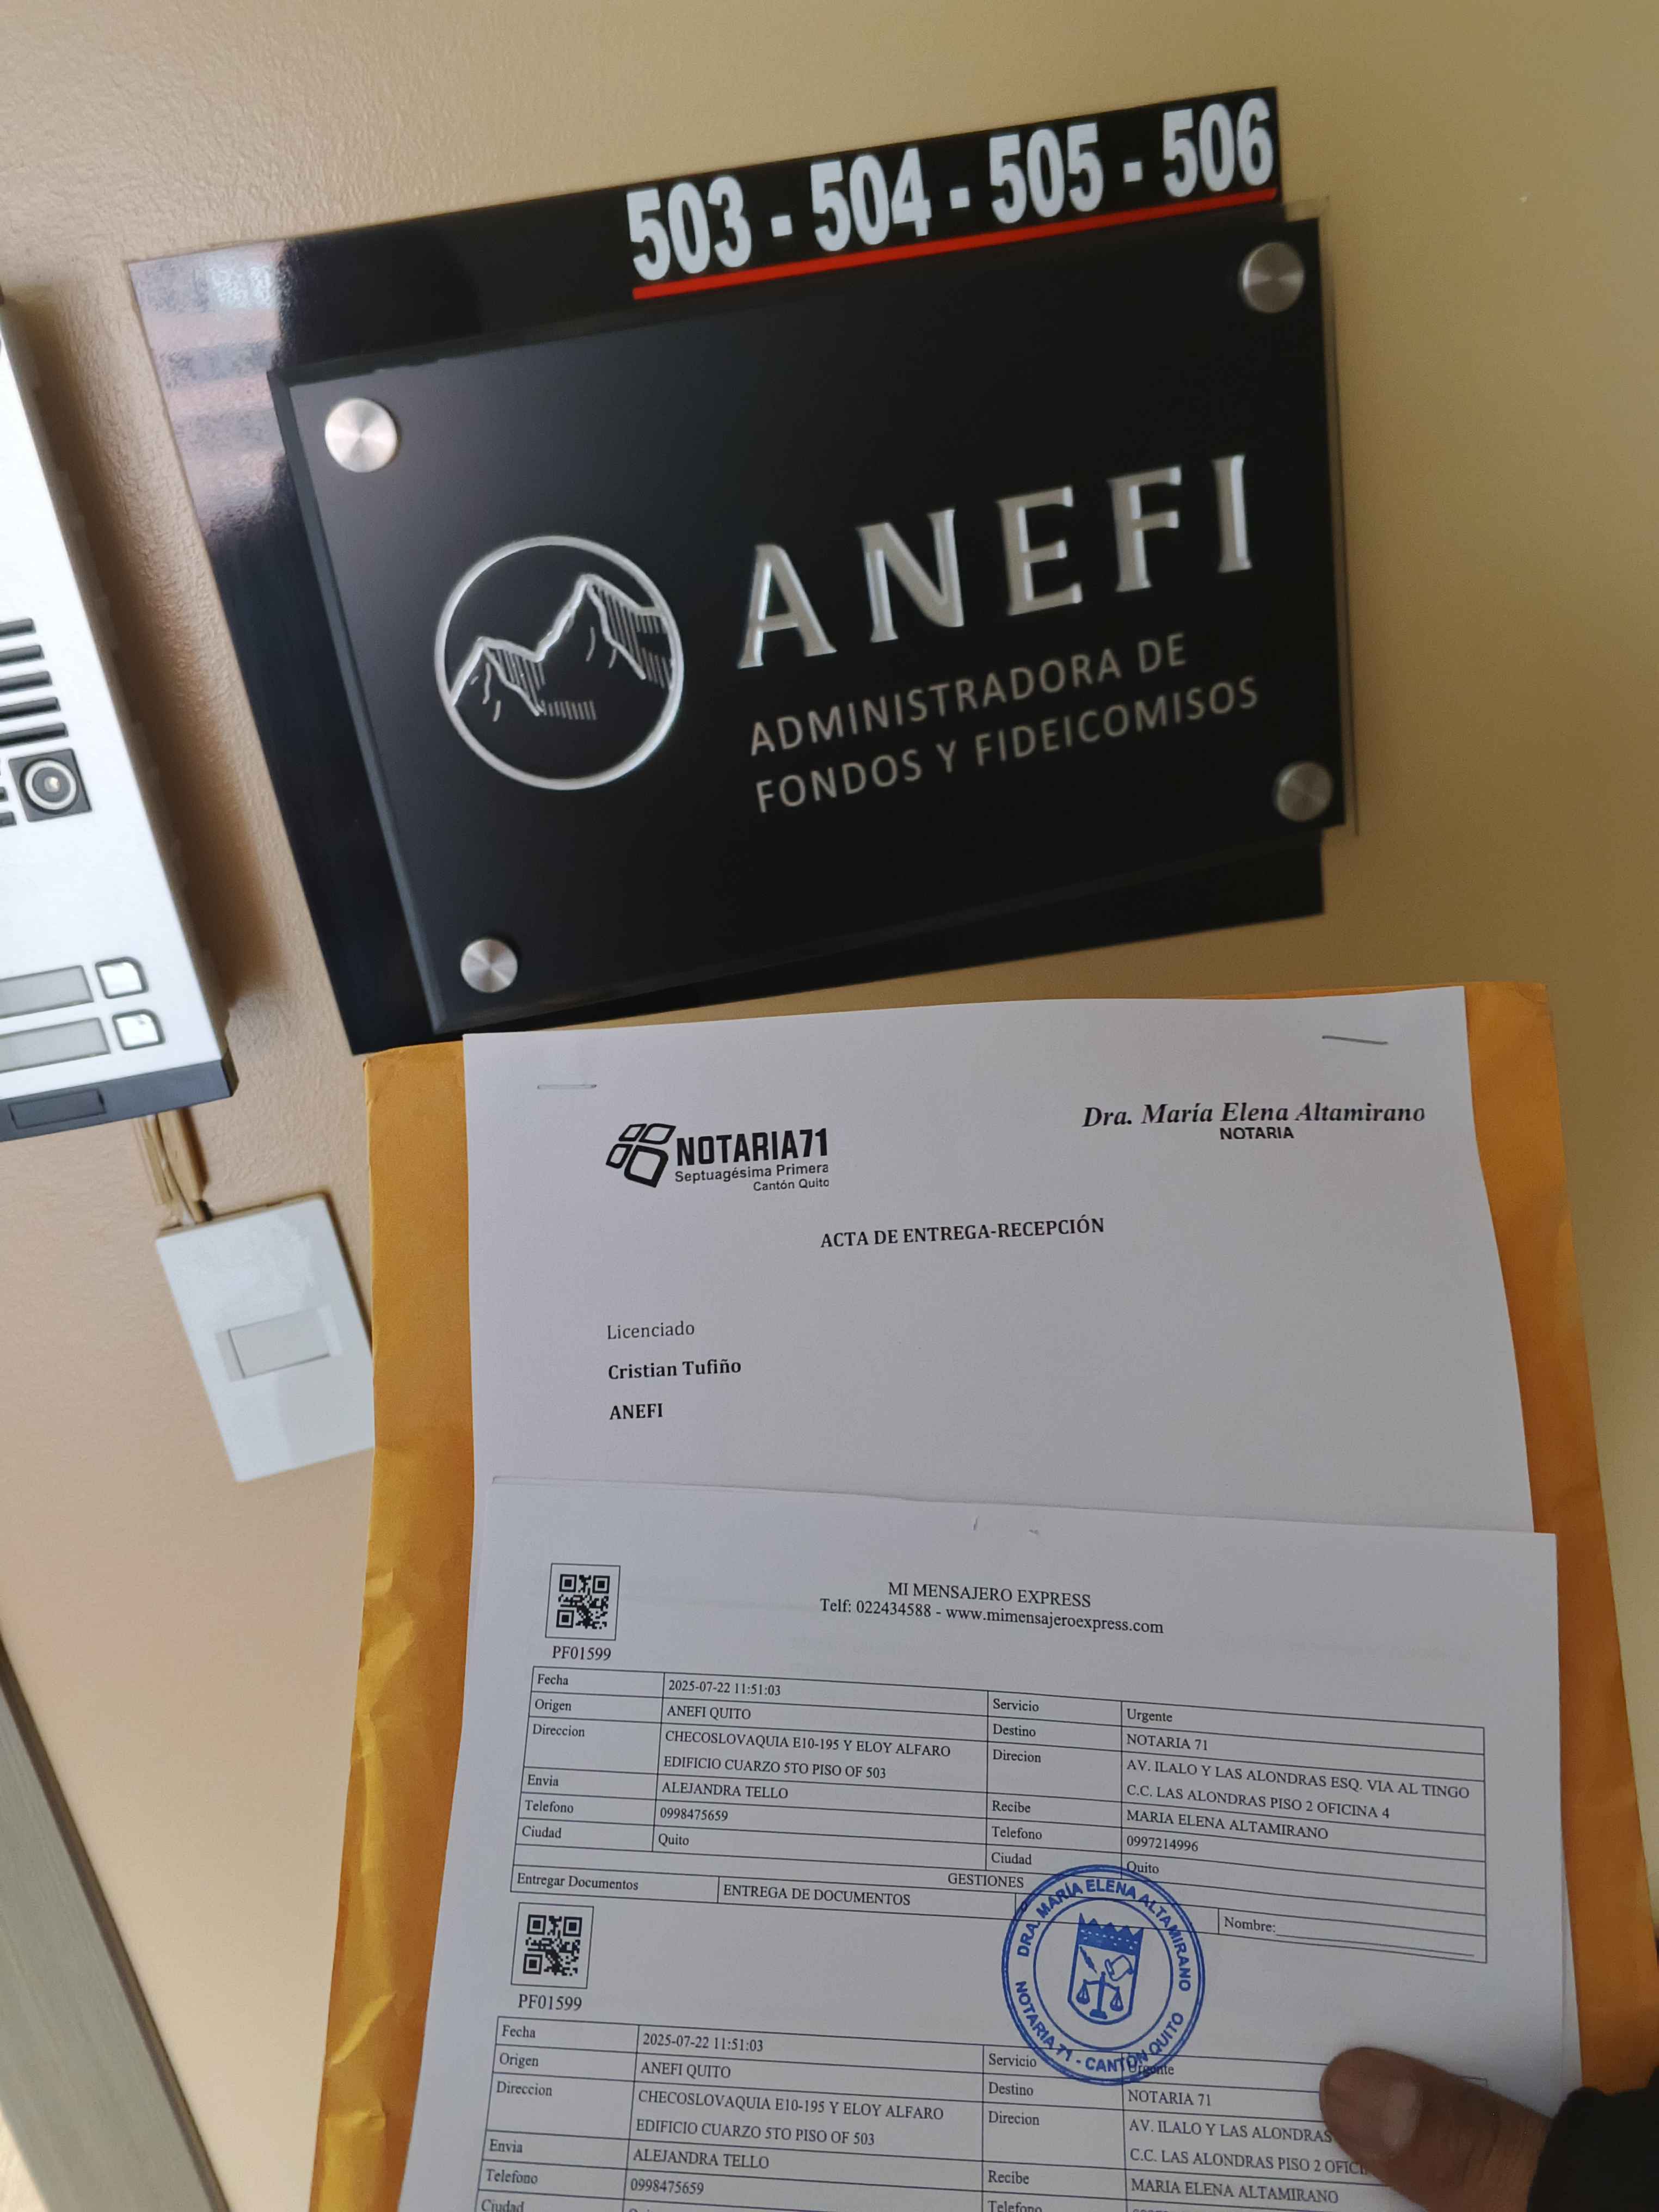 503 - 504 - 505 - 506
ANEFI
ADMINISTRADORA DE
FONDOS Y FIDEICOMISOS
NOTARIA71
Septuagésima Primera
Cantón Quito
Dra. María Elena Altamirano
NOTARIA
ACTA DE ENTREGA-RECEPCIÓN
Licenciado
Cristian Tufiño
ANEFI
MI MENSAJERO EXPRESS
Telf: 022434588 - www.mimensajeroexpress.com
PF01599
Fecha 2025-07-22 11:51:03 Servicio Urgente
Origen ANEFI QUITO Destino NOTARIA 71
Direccion CHECOSLOVAQUIA E10-195 Y ELOY ALFARO Direcion AV. ILALO Y LAS ALONDRAS ESQ. VIA AL TINGO
EDIFICIO CUARZO 5TO PISO OF 503 C.C. LAS ALONDRAS PISO 2 OFICINA 4
Envia ALEJANDRA TELLO Recibe MARIA ELENA ALTAMIRANO
Telefono 0998475659 Telefono 0997214996
Ciudad Quito Ciudad Quito
GESTIONES
Entregar Documentos ENTREGA DE DOCUMENTOS Nombre:
DRA. MARÍA ELENA ALTAMIRANO
NOTARIA 71 - CANTÓN QUITO
PF01599
Fecha 2025-07-22 11:51:03 Servicio Urgente
Origen ANEFI QUITO Destino NOTARIA 71
Direccion CHECOSLOVAQUIA E10-195 Y ELOY ALFARO Direcion AV. ILALO Y LAS ALONDRAS
EDIFICIO CUARZO 5TO PISO OF 503 C.C. LAS ALONDRAS PISO 2
Envia ALEJANDRA TELLO Recibe MARIA ELENA ALTAMIRANO
Telefono 0998475659 Telefono
Ciudad